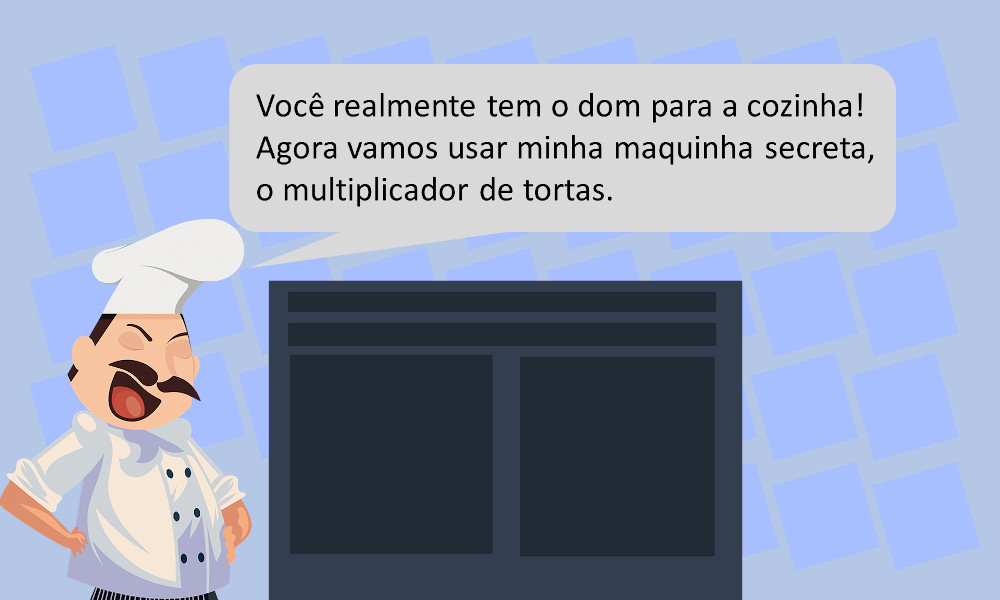 Você realmente tem o dom para a cozinha!
Agora vamos usar minha maquinha secreta,
o multiplicador de tortas.